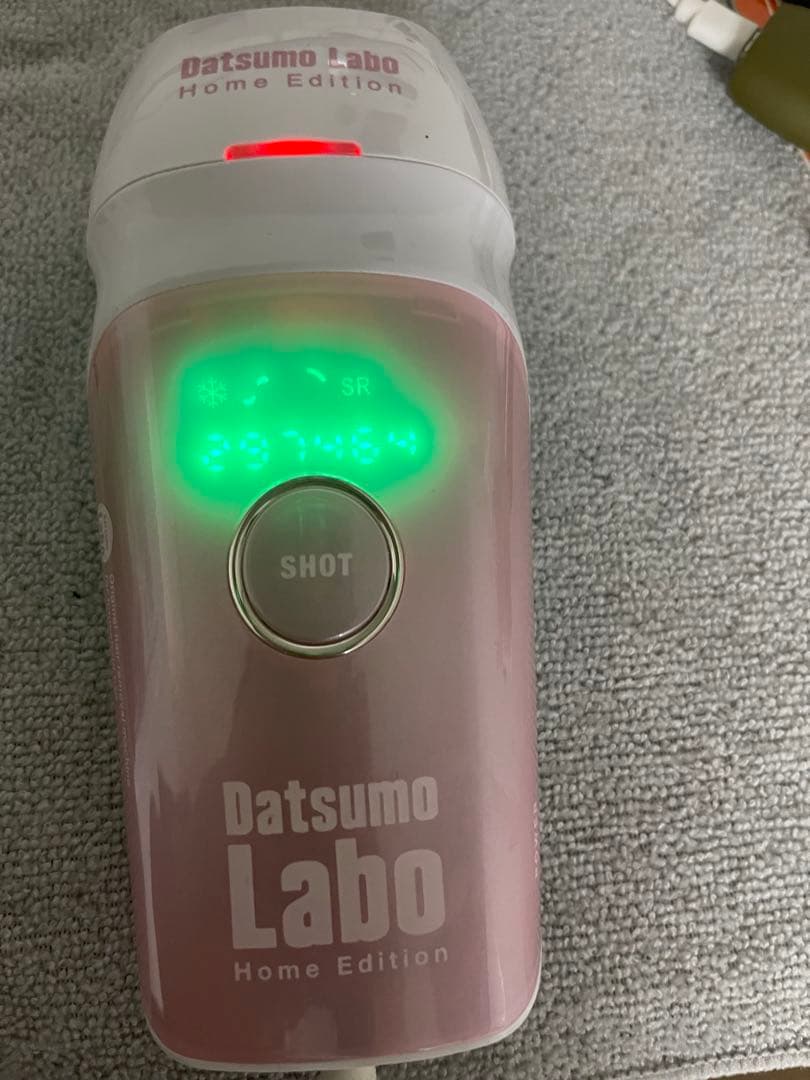 Datsumo Labo
Home Edition
SR
297464
SHOT
Datsumo
Labo
Home Edition